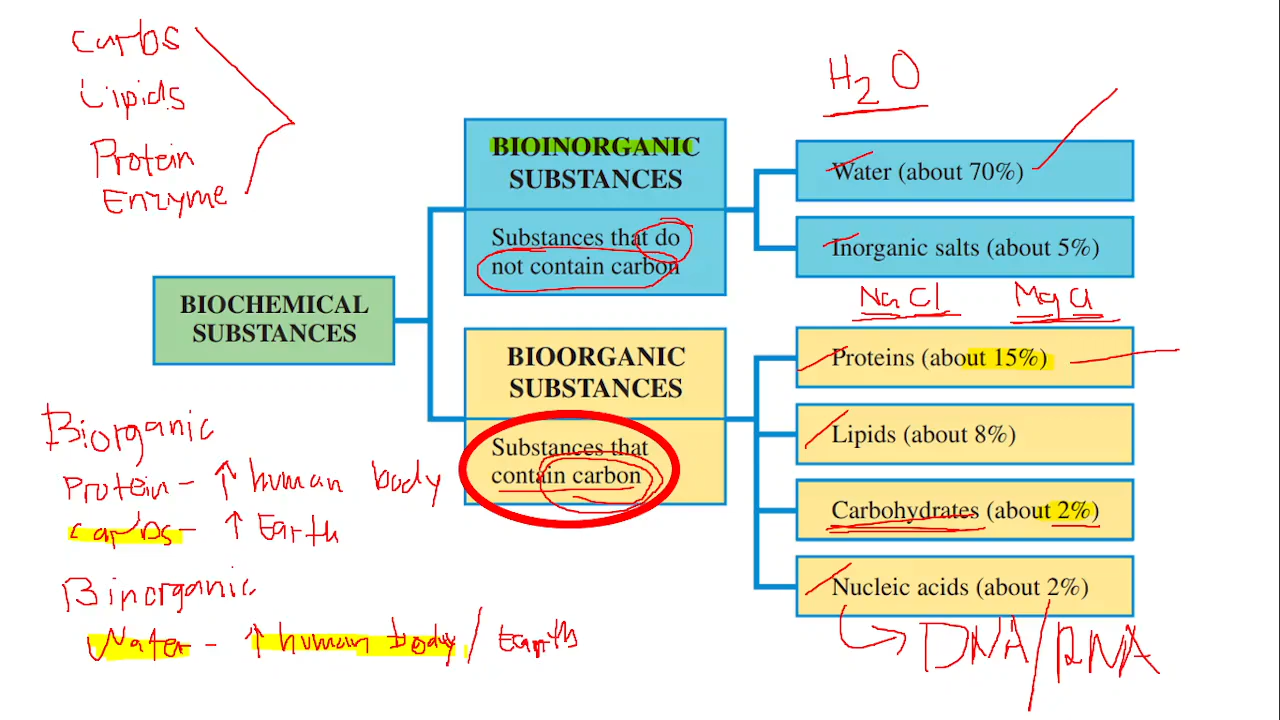 Carbs
Lipids
Protein
Enzyme
H2O
BIOINORGANIC
SUBSTANCES
Substances that do
not contain carbon
Water (about 70%)
Inorganic salts (about 5%)
NaCl MgCl
BIOCHEMICAL
SUBSTANCES
BIOORGANIC
SUBSTANCES
Substances that
contain carbon
Proteins (about 15%)
Lipids (about 8%)
Carbohydrates (about 2%)
Nucleic acids (about 2%)
DNA/RNA
Biorganic
Protein - ↑ human body
Carbs - ↑ Earth
Binorganic
Water - ↑ human body / Earth